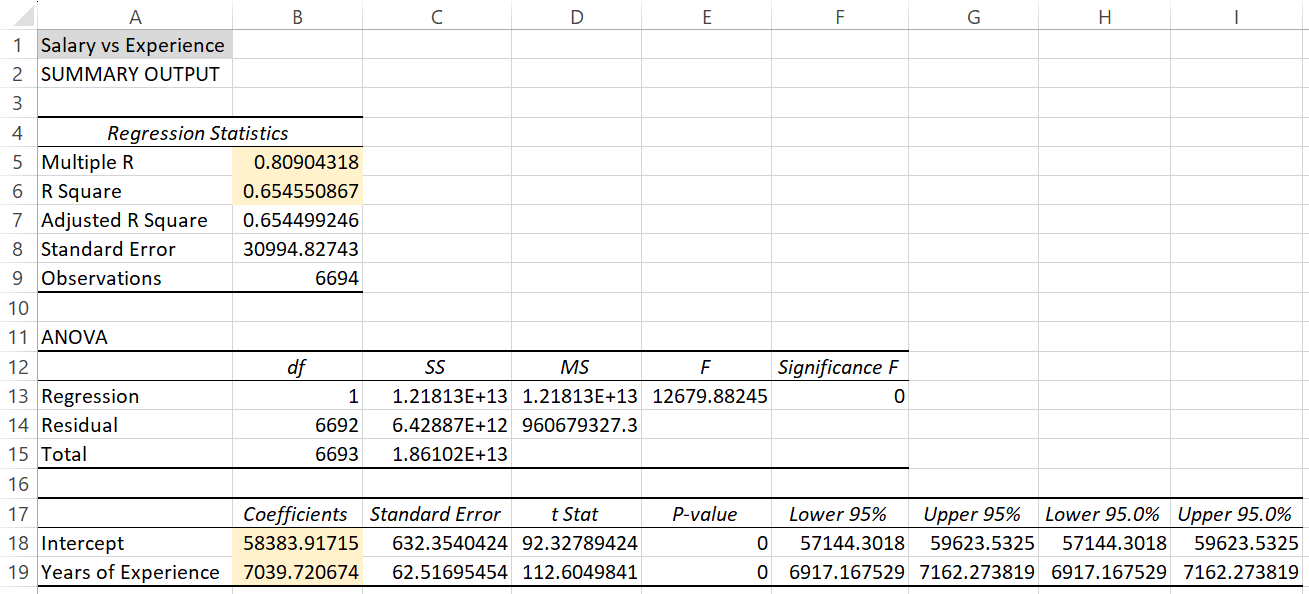 A B C D E F G H I
1 Salary vs Experience
2 SUMMARY OUTPUT
3
4 Regression Statistics
5 Multiple R 0.80904318
6 R Square 0.654550867
7 Adjusted R Square 0.654499246
8 Standard Error 30994.82743
9 Observations 6694
10
11 ANOVA
12 df SS MS F Significance F
13 Regression 1 1.21813E+13 1.21813E+13 12679.88245 0
14 Residual 6692 6.42887E+12 960679327.3
15 Total 6693 1.86102E+13
16
17 Coefficients Standard Error t Stat P-value Lower 95% Upper 95% Lower 95.0% Upper 95.0%
18 Intercept 58383.91715 632.3540424 92.32789424 0 57144.3018 59623.5325 57144.3018 59623.5325
19 Years of Experience 7039.720674 62.51695454 112.6049841 0 6917.167529 7162.273819 6917.167529 7162.273819